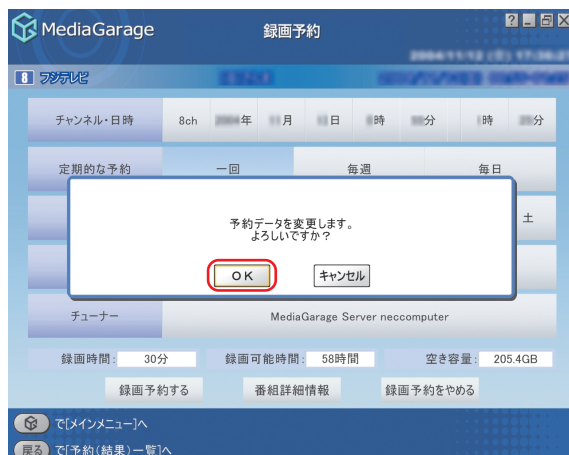 MediaGarage 録画予約
8 フジテレビ
チャンネル・日時 8ch 年 月 日 時 分 時 分
定期的な予約 一回 毎週 毎日
土
予約データを変更します。
よろしいですか？
OK キャンセル
チューナー MediaGarage Server neccomputer
録画時間: 30分 録画可能時間: 58時間 空き容量: 205.4GB
録画予約する 番組詳細情報 録画予約をやめる
で[メインメニュー]へ
戻る で[予約(結果)一覧]へ